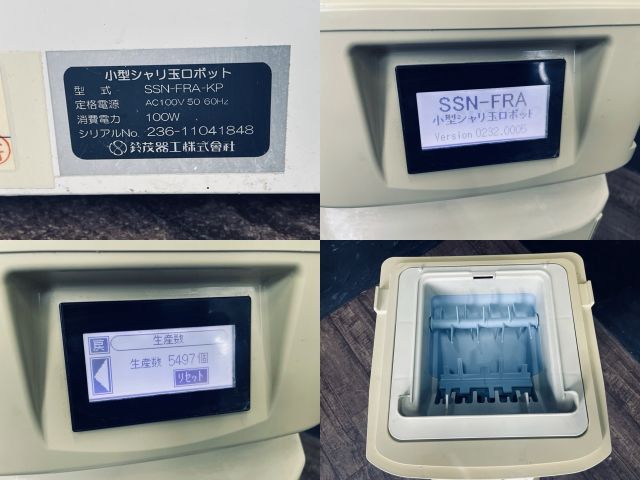 小型シャリ玉ロボット
型式 SSN-FRA-KP
定格電源 AC100V 50 60Hz
消費電力 100W
シリアルNo. 236-11041848
鈴茂器工株式会社
SSN-FRA
小型シャリ玉ロボット
Version 0232.0005
戻 生産数
生産数 5497個
リセット